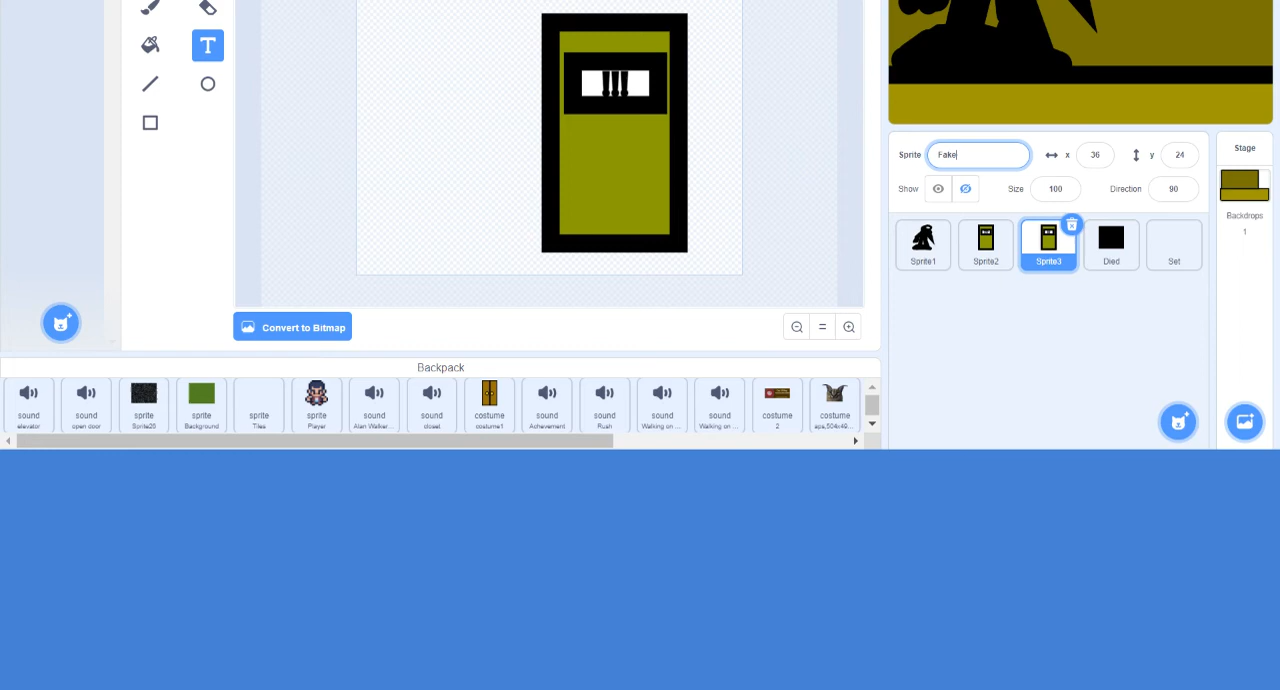 T
Sprite
Fake
x
36
y
24
Stage
Show
Size
100
Direction
90
Backdrops
1
Sprite1
Sprite2
Sprite3
Died
Set
Convert to Bitmap
=
Backpack
sound
elevator
sound
open door
sprite
Sprite20
sprite
Background
sprite
Tiles
sprite
Player
sound
Alan Walker...
sound
closet
costume
costume1
sound
Achievement
sound
Rush
sound
Walking on ...
sound
Walking on ...
costume
2
costume